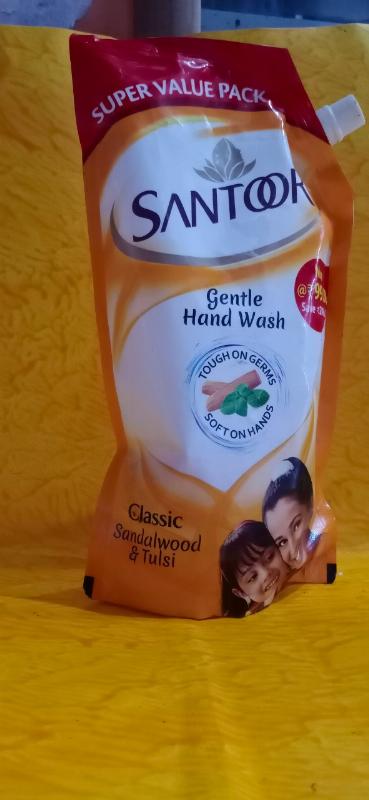 SUPER VALUE PACK
SANTOOR
Gentle
Hand Wash
TOUGH ON GERMS
SOFT ON HANDS
Classic
Sandalwood
& Tulsi